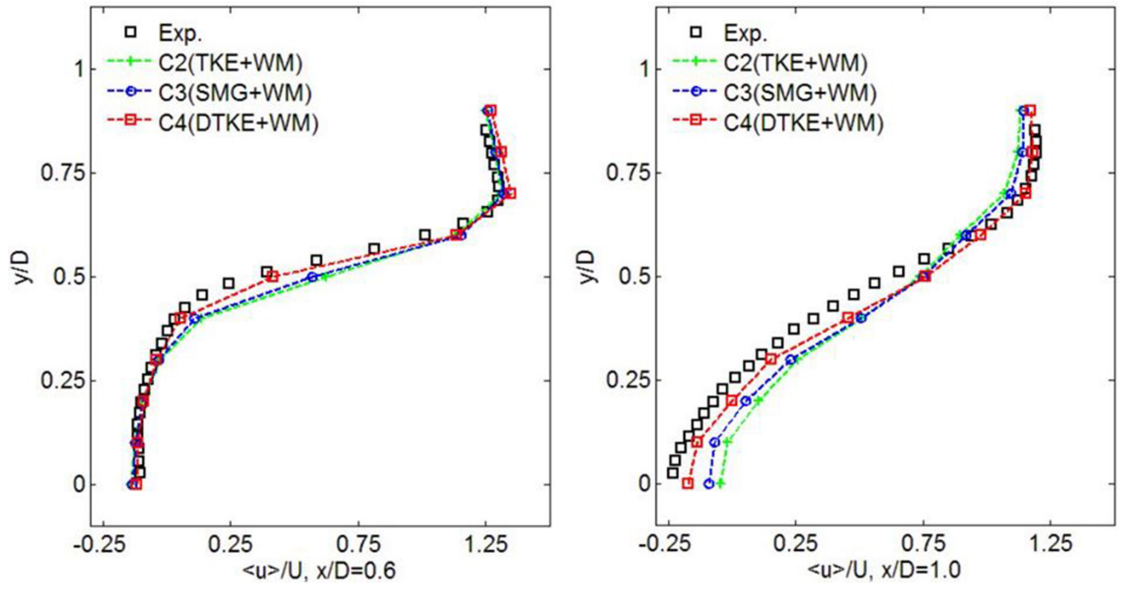 Exp.
C2(TKE+WM)
C3(SMG+WM)
C4(DTKE+WM)
1
0.75
0.5
0.25
0
y/D
-0.25 0.25 0.75 1.25
<u>/U, x/D=0.6
Exp.
C2(TKE+WM)
C3(SMG+WM)
C4(DTKE+WM)
1
0.75
0.5
0.25
0
y/D
-0.25 0.25 0.75 1.25
<u>/U, x/D=1.0